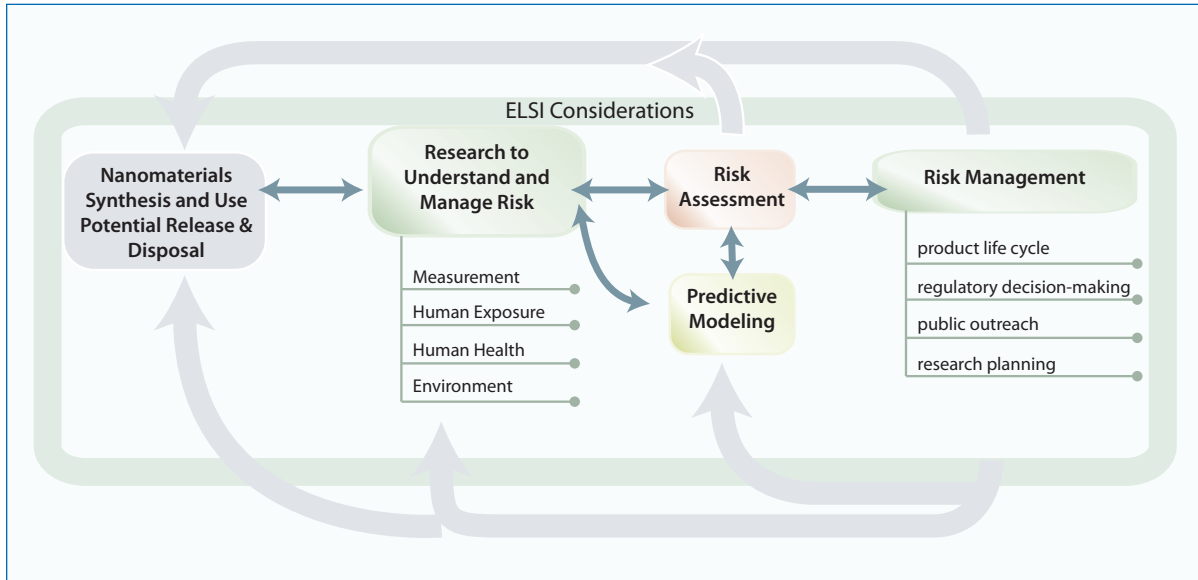 ELSI Considerations
Nanomaterials
Synthesis and Use
Potential Release &
Disposal
Research to
Understand and
Manage Risk
Measurement
Human Exposure
Human Health
Environment
Risk
Assessment
Predictive
Modeling
Risk Management
product life cycle
regulatory decision-making
public outreach
research planning